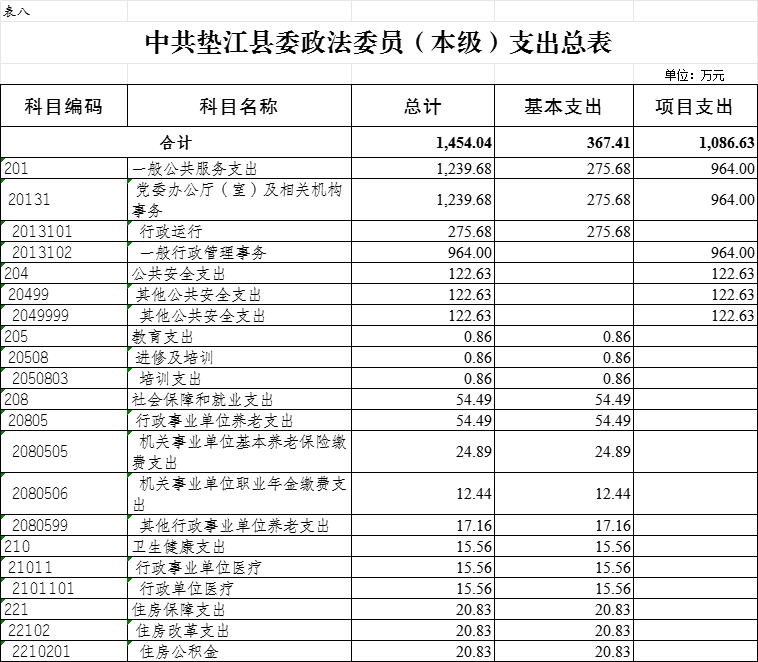 表八
中共垫江县委政法委员（本级）支出总表
单位：万元
科目编码 科目名称 总计 基本支出 项目支出
合计 1,454.04 367.41 1,086.63
201 一般公共服务支出 1,239.68 275.68 964.00
20131 党委办公厅（室）及相关机构
事务 1,239.68 275.68 964.00
2013101 行政运行 275.68 275.68
2013102 一般行政管理事务 964.00 964.00
204 公共安全支出 122.63 122.63
20499 其他公共安全支出 122.63 122.63
2049999 其他公共安全支出 122.63 122.63
205 教育支出 0.86 0.86
20508 进修及培训 0.86 0.86
2050803 培训支出 0.86 0.86
208 社会保障和就业支出 54.49 54.49
20805 行政事业单位养老支出 54.49 54.49
2080505 机关事业单位基本养老保险缴
费支出 24.89 24.89
2080506 机关事业单位职业年金缴费支
出 12.44 12.44
2080599 其他行政事业单位养老支出 17.16 17.16
210 卫生健康支出 15.56 15.56
21011 行政事业单位医疗 15.56 15.56
2101101 行政单位医疗 15.56 15.56
221 住房保障支出 20.83 20.83
22102 住房改革支出 20.83 20.83
2210201 住房公积金 20.83 20.83